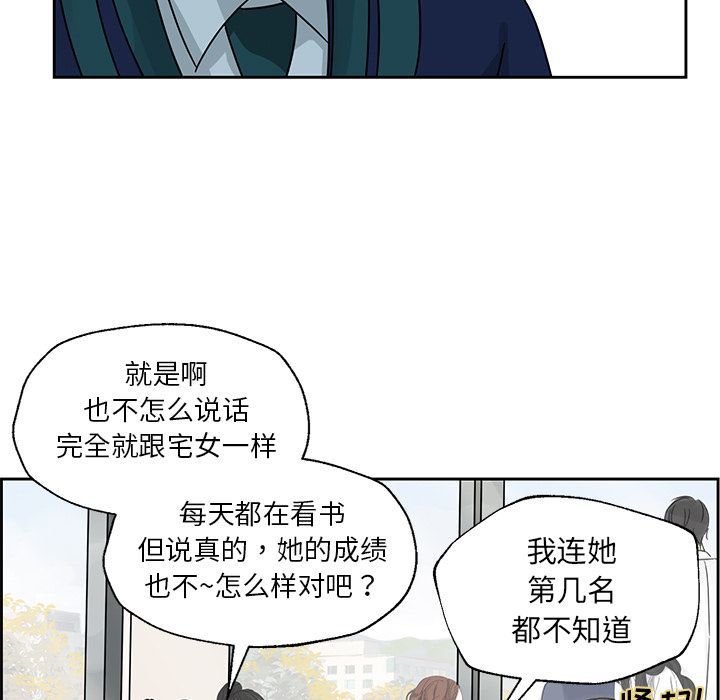 就是啊
也不怎么说话
完全就跟宅女一样
每天都在看书
但说真的，她的成绩
也不~怎么样对吧？
我连她
第几名
都不知道